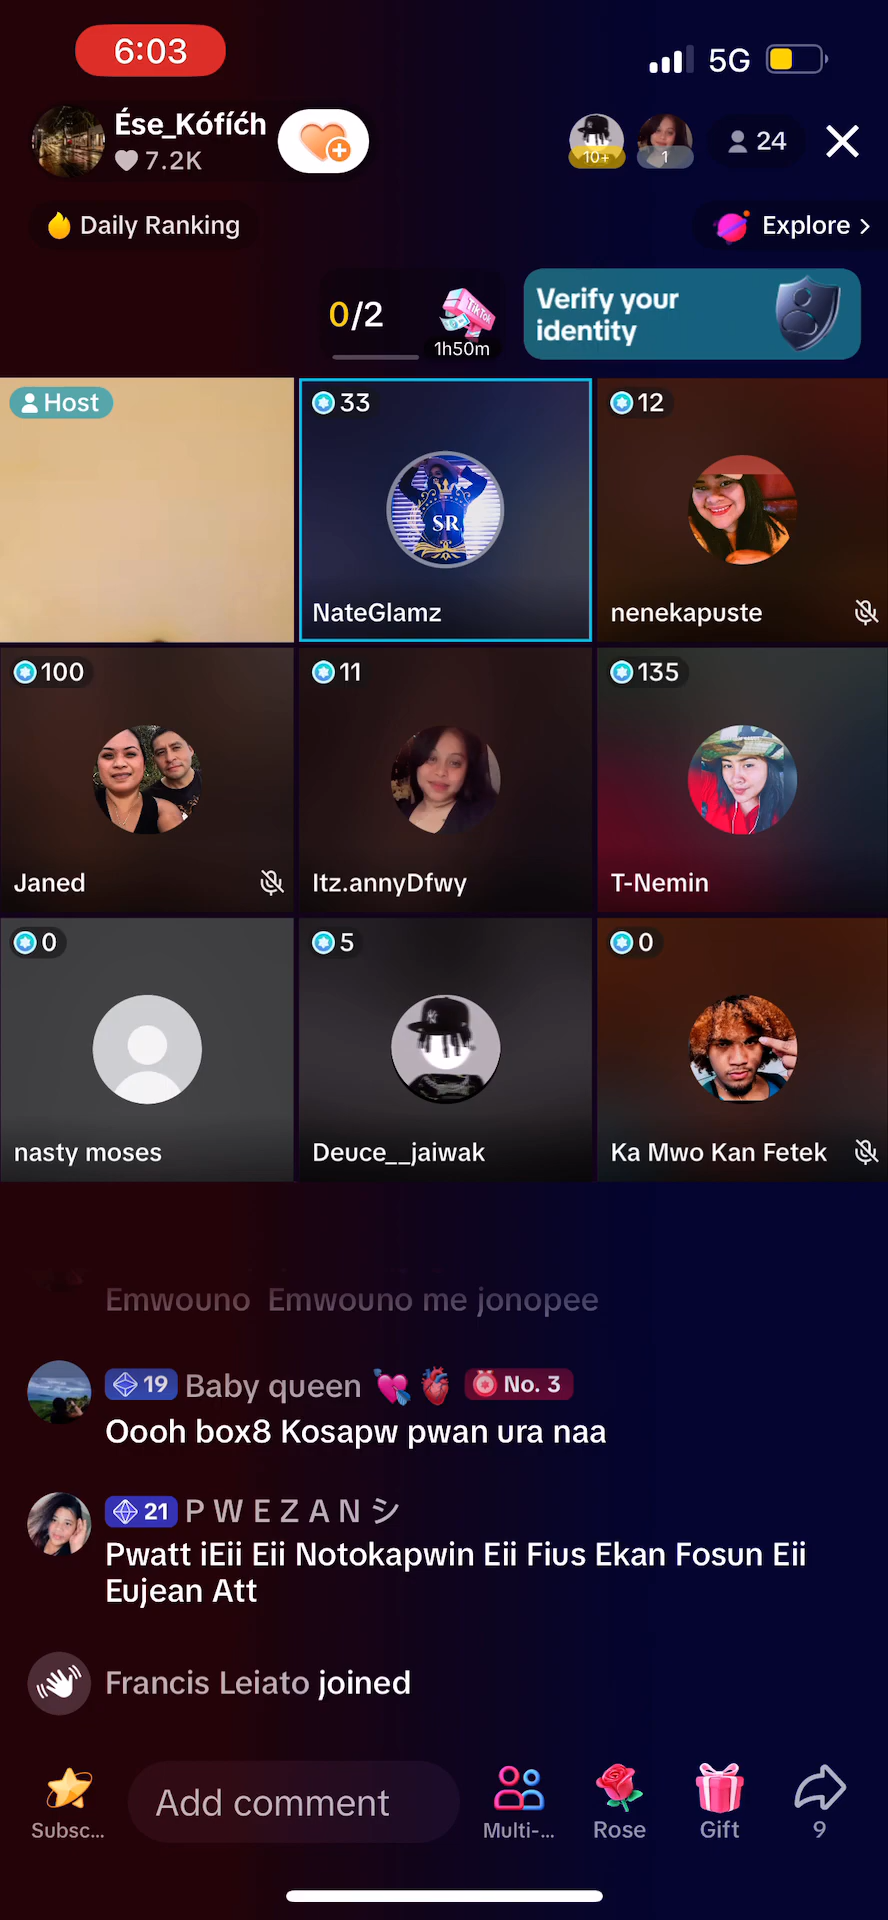 6:03
5G
Ése_Kófíćh
7.2K
10+
1
24
Daily Ranking
Explore >
0/2
TikTok
1h50m
Verify your
identity
Host
33
12
SR
NateGlamz
nenekapuste
100
11
135
Janed
Itz.annyDfwy
T-Nemin
0
5
0
nasty moses
Deuce__jaiwak
Ka Mwo Kan Fetek
Emwouno Emwouno me jonopee
19 Baby queen 💘🫀 No. 3
Oooh box8 Kosapw pwan ura naa
21 P W E Z A N シ
Pwatt iEii Eii Notokapwin Eii Fius Ekan Fosun Eii
Eujean Att
Francis Leiato joined
Add comment
Subsc...
Multi-...
Rose
Gift
9